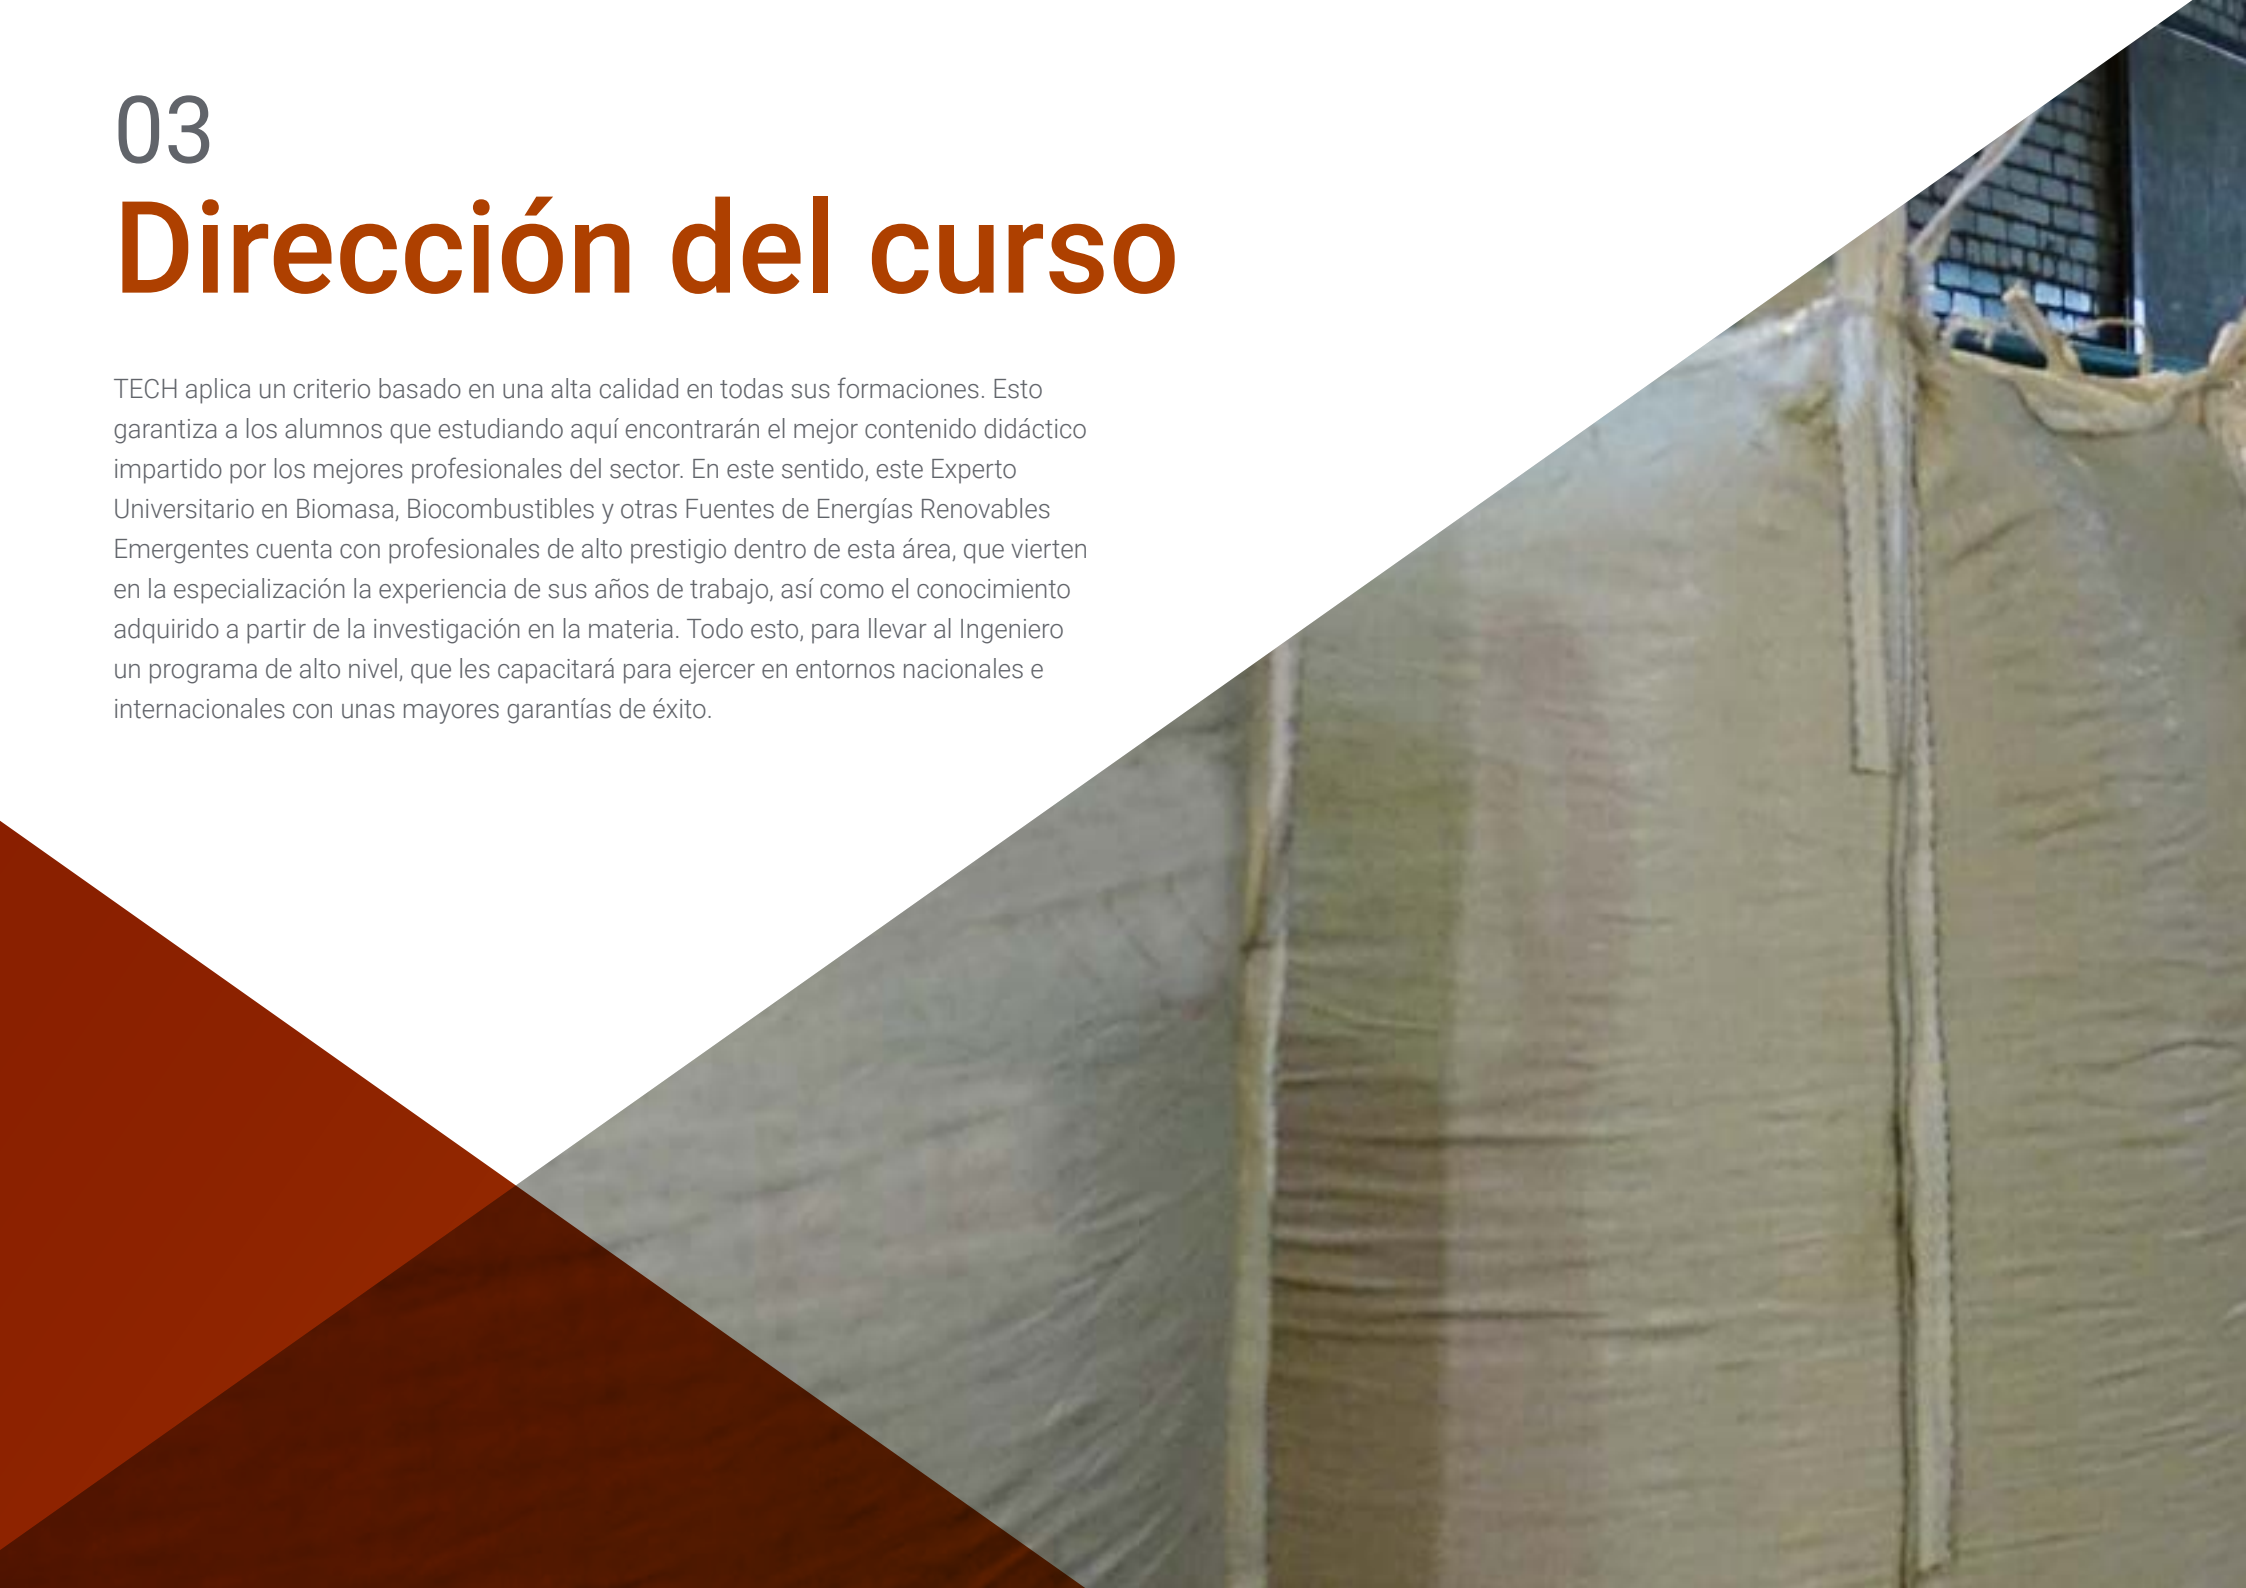 03
Dirección del curso
TECH aplica un criterio basado en una alta calidad en todas sus formaciones. Esto
garantiza a los alumnos que estudiando aquí encontrarán el mejor contenido didáctico
impartido por los mejores profesionales del sector. En este sentido, este Experto
Universitario en Biomasa, Biocombustibles y otras Fuentes de Energías Renovables
Emergentes cuenta con profesionales de alto prestigio dentro de esta área, que vierten
en la especialización la experiencia de sus años de trabajo, así como el conocimiento
adquirido a partir de la investigación en la materia. Todo esto, para llevar al Ingeniero
un programa de alto nivel, que les capacitará para ejercer en entornos nacionales e
internacionales con unas mayores garantías de éxito.